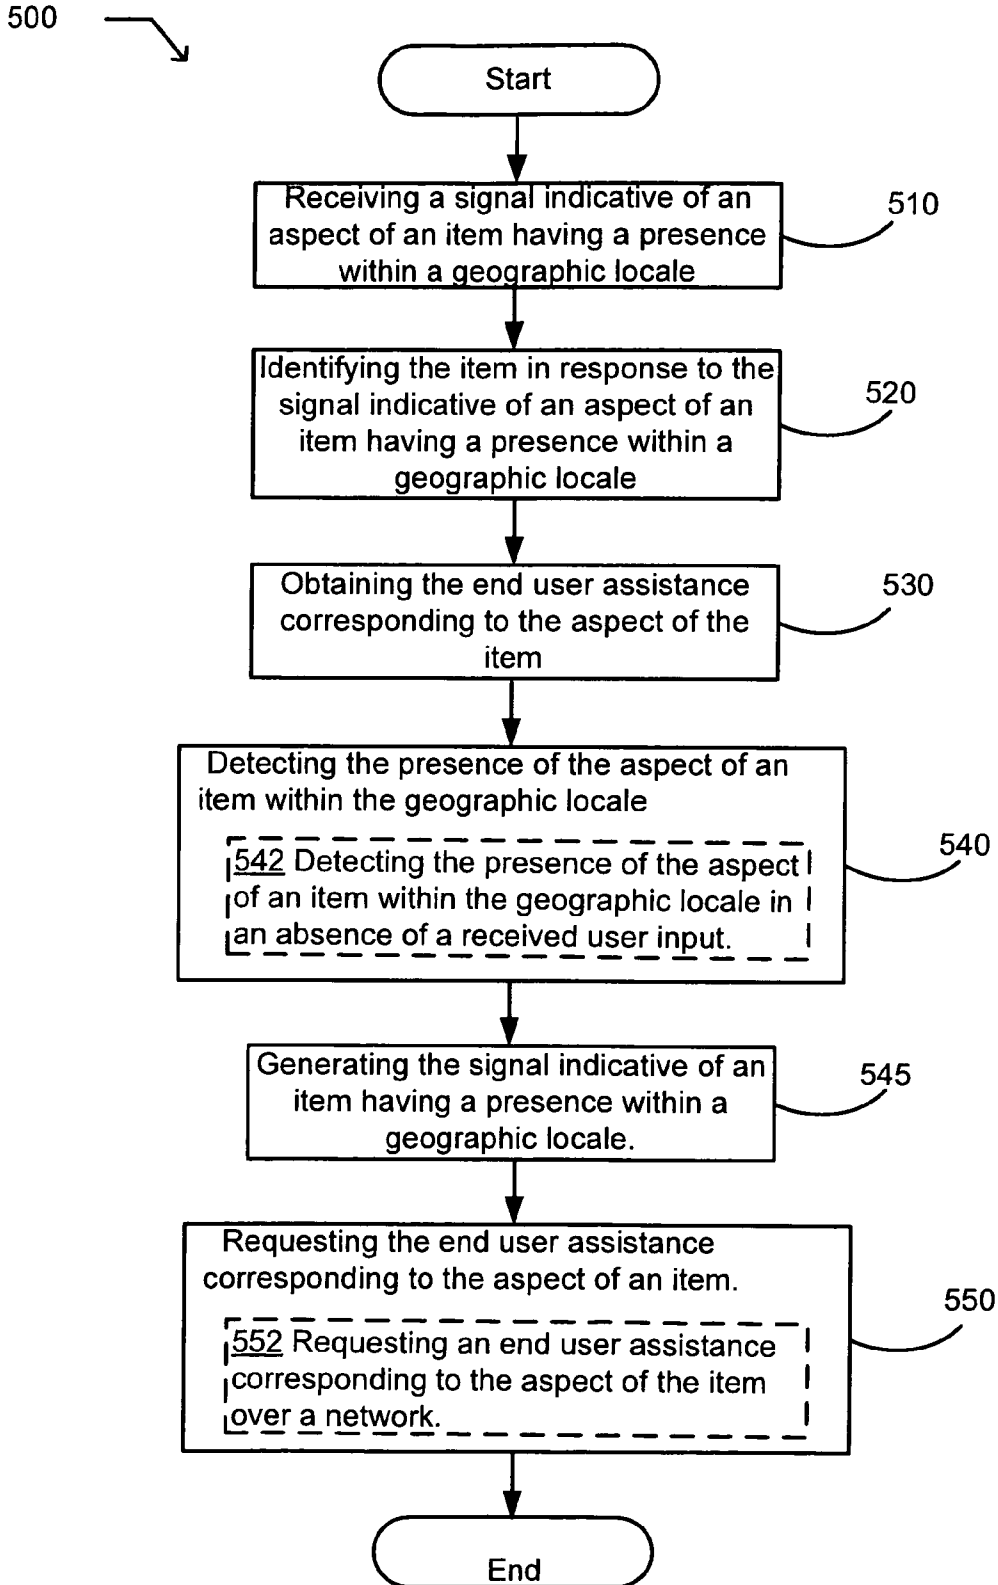 500
Start
Receiving a signal indicative of an
aspect of an item having a presence
within a geographic locale
510
Identifying the item in response to the
signal indicative of an aspect of an
item having a presence within a
geographic locale
520
Obtaining the end user assistance
corresponding to the aspect of the
item
530
Detecting the presence of the aspect of an
item within the geographic locale
542 Detecting the presence of the aspect
of an item within the geographic locale in
an absence of a received user input.
540
Generating the signal indicative of an
item having a presence within a
geographic locale.
545
Requesting the end user assistance
corresponding to the aspect of an item.
552 Requesting an end user assistance
corresponding to the aspect of the item
over a network.
550
End